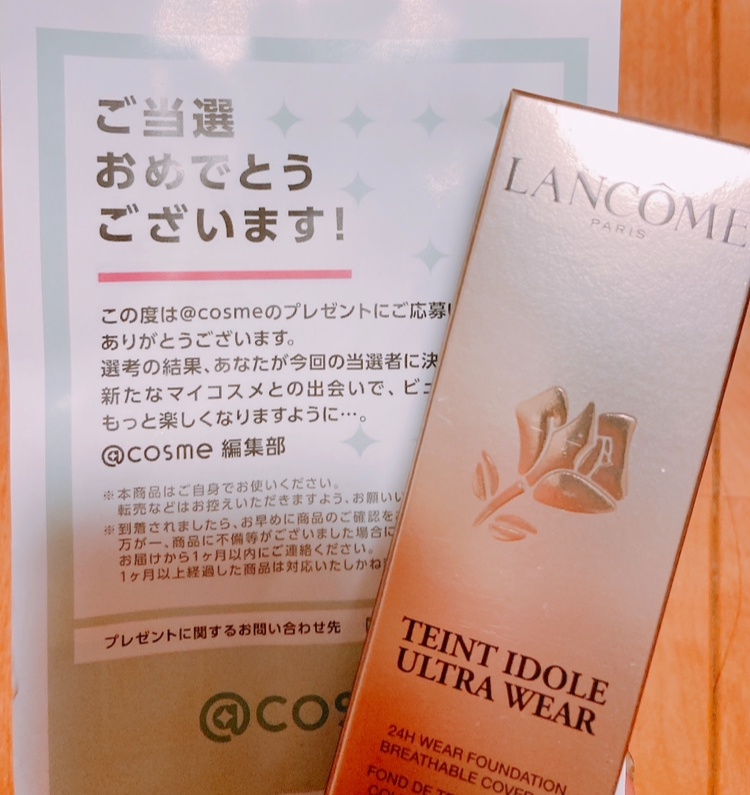 ご当選
おめでとう
ございます!
この度は@cosmeのプレゼントにご応募
ありがとうございます。
選考の結果、あなたが今回の当選者に決
新たなマイコスメとの出会いで、ビュ
もっと楽しくなりますように…。
@cosme 編集部
※本商品はご自身でお使いください。
転売などはお控えいただきますよう、お願い
※到着されましたら、お早めに商品のご確認を
万が一、商品に不備等がございました場合に
お届けから1ヶ月以内にご連絡ください。
1ヶ月以上経過した商品は対応いたしかね
プレゼントに関するお問い合わせ先
@cos
LANCÔME
PARIS
TEINT IDOLE
ULTRA WEAR
24H WEAR FOUNDATION
BREATHABLE COVER
FOND DE TE